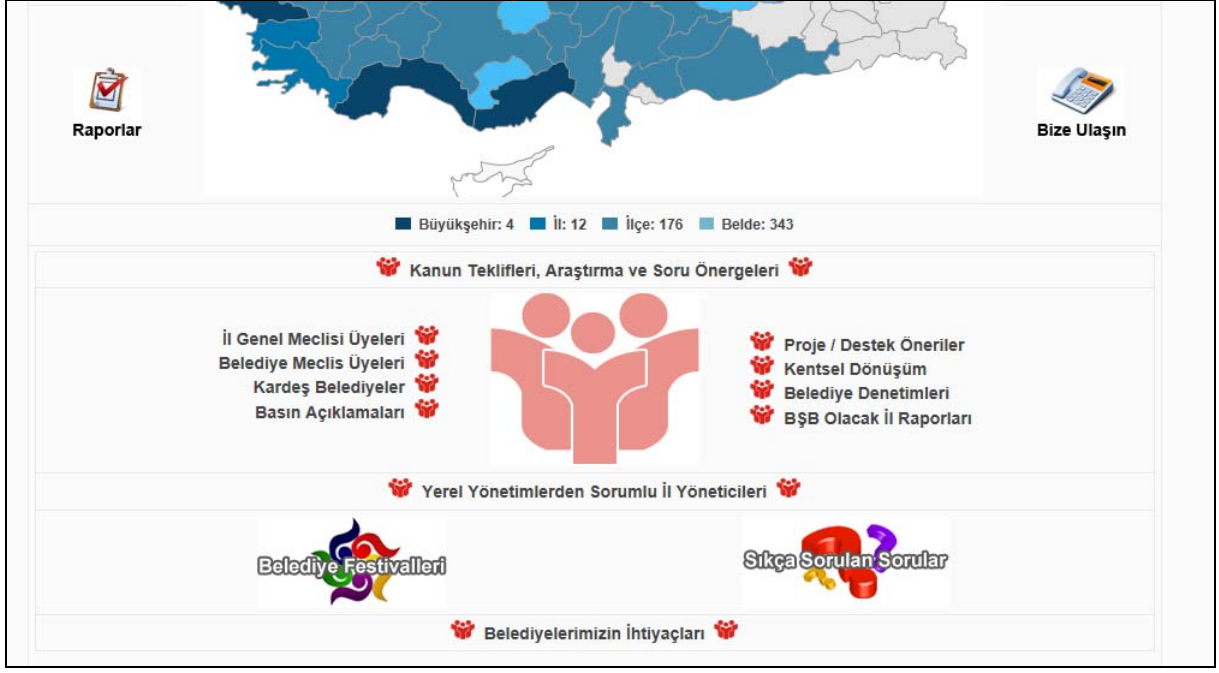 Raporlar
Bize Ulaşın
Büyükşehir: 4 İl: 12 İlçe: 176 Belde: 343
Kanun Teklifleri, Araştırma ve Soru Önergeleri
İl Genel Meclisi Üyeleri
Belediye Meclis Üyeleri
Kardeş Belediyeler
Basın Açıklamaları
Proje / Destek Öneriler
Kentsel Dönüşüm
Belediye Denetimleri
BŞB Olacak İl Raporları
Yerel Yönetimlerden Sorumlu İl Yöneticileri
Belediye Festivalleri
Sıkça Sorulan Sorular
Belediyelerimizin İhtiyaçları